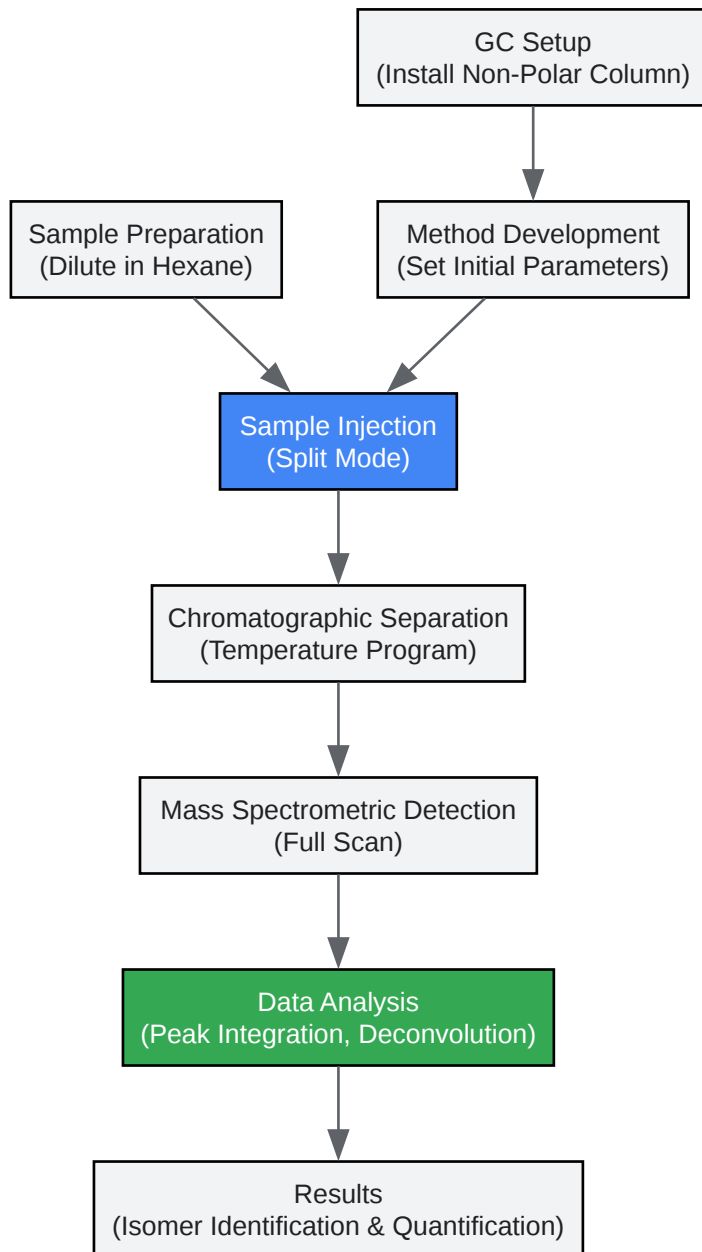 GC Setup
(Install Non-Polar Column)
Sample Preparation
(Dilute in Hexane)
Method Development
(Set Initial Parameters)
Sample Injection
(Split Mode)
Chromatographic Separation
(Temperature Program)
Mass Spectrometric Detection
(Full Scan)
Data Analysis
(Peak Integration, Deconvolution)
Results
(Isomer Identification & Quantification)